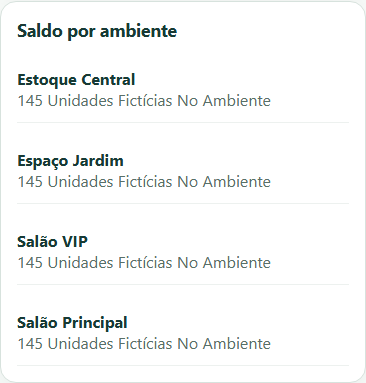 Saldo por ambiente
Estoque Central
145 Unidades Fictícias No Ambiente
Espaço Jardim
145 Unidades Fictícias No Ambiente
Salão VIP
145 Unidades Fictícias No Ambiente
Salão Principal
145 Unidades Fictícias No Ambiente